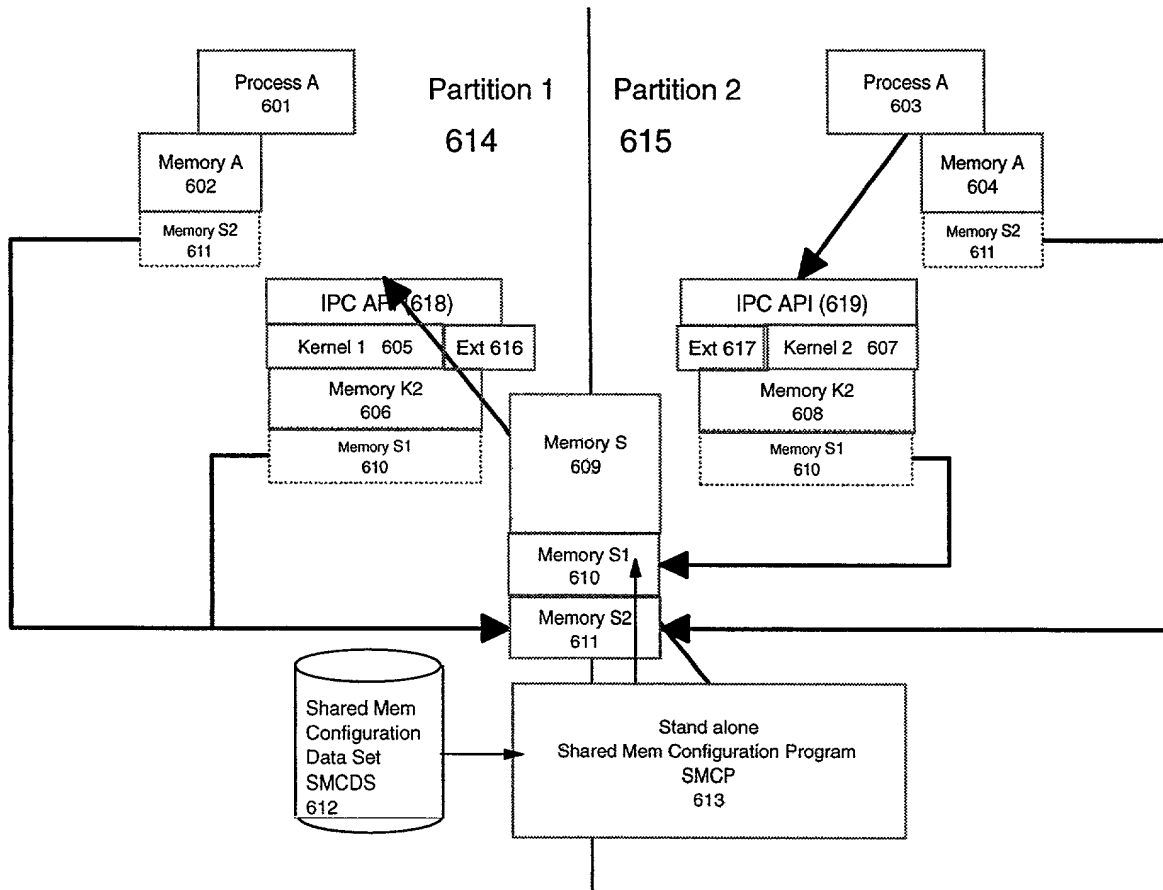 Process A
601
Partition 1
614
Partition 2
615
Process A
603
Memory A
602
Memory S2
611
Memory A
604
Memory S2
611
IPC API (618)
Kernel 1 605
Ext 616
Memory K2
606
Memory S1
610
IPC API (619)
Ext 617
Kernel 2 607
Memory K2
608
Memory S1
610
Memory S
609
Memory S1
610
Memory S2
611
Shared Mem
Configuration
Data Set
SMCDS
612
Stand alone
Shared Mem Configuration Program
SMCP
613